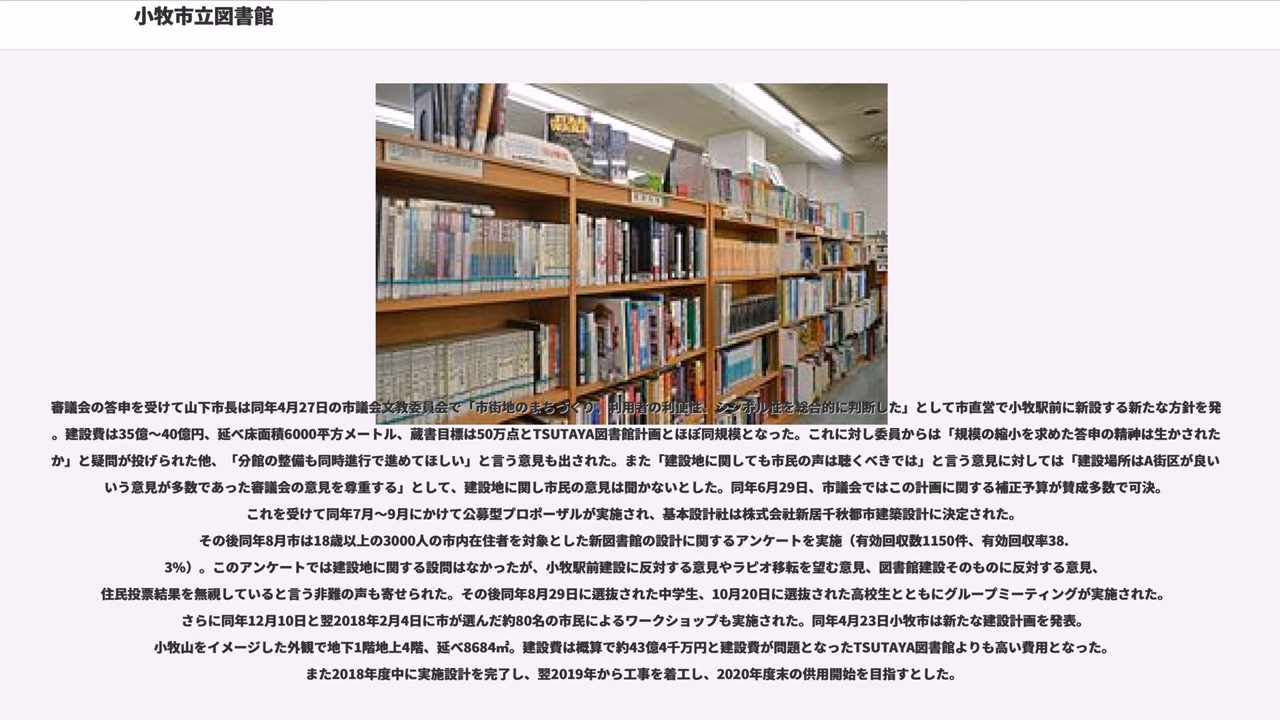 小牧市立図書館
STAR WARS
審議会の答申を受けて山下市長は同年4月27日の市議会文教委員会で「市街地のまちづくり、利用者の利便性、シンボル性を総合的に判断した」として市直営で小牧駅前に新設する新たな方針を発
。建設費は35億〜40億円、延べ床面積6000平方メートル、蔵書目標は50万点とTSUTAYA図書館計画とほぼ同規模となった。これに対し委員からは「規模の縮小を求めた答申の精神は生かされた
か」と疑問が投げられた他、「分館の整備も同時進行で進めてほしい」と言う意見も出された。また「建設地に関しても市民の声は聴くべきでは」と言う意見に対しては「建設場所はA街区が良い
いう意見が多数であった審議会の意見を尊重する」として、建設地に関し市民の意見は聞かないとした。同年6月29日、市議会ではこの計画に関する補正予算が賛成多数で可決。
これを受けて同年7月〜9月にかけて公募型プロポーザルが実施され、基本設計社は株式会社新居千秋都市建築設計に決定された。
その後同年8月市は18歳以上の3000人の市内在住者を対象とした新図書館の設計に関するアンケートを実施（有効回収数1150件、有効回収率38.
3%）。このアンケートでは建設地に関する設問はなかったが、小牧駅前建設に反対する意見やラピオ移転を望む意見、図書館建設そのものに反対する意見、
住民投票結果を無視していると言う非難の声も寄せられた。その後同年8月29日に選抜された中学生、10月20日に選抜された高校生とともにグループミーティングが実施された。
さらに同年12月10日と翌2018年2月4日に市が選んだ約80名の市民によるワークショップも実施された。同年4月23日小牧市は新たな建設計画を発表。
小牧山をイメージした外観で地下1階地上4階、延べ8684㎡。建設費は概算で約43億4千万円と建設費が問題となったTSUTAYA図書館よりも高い費用となった。
また2018年度中に実施設計を完了し、翌2019年から工事を着工し、2020年度末の供用開始を目指すとした。